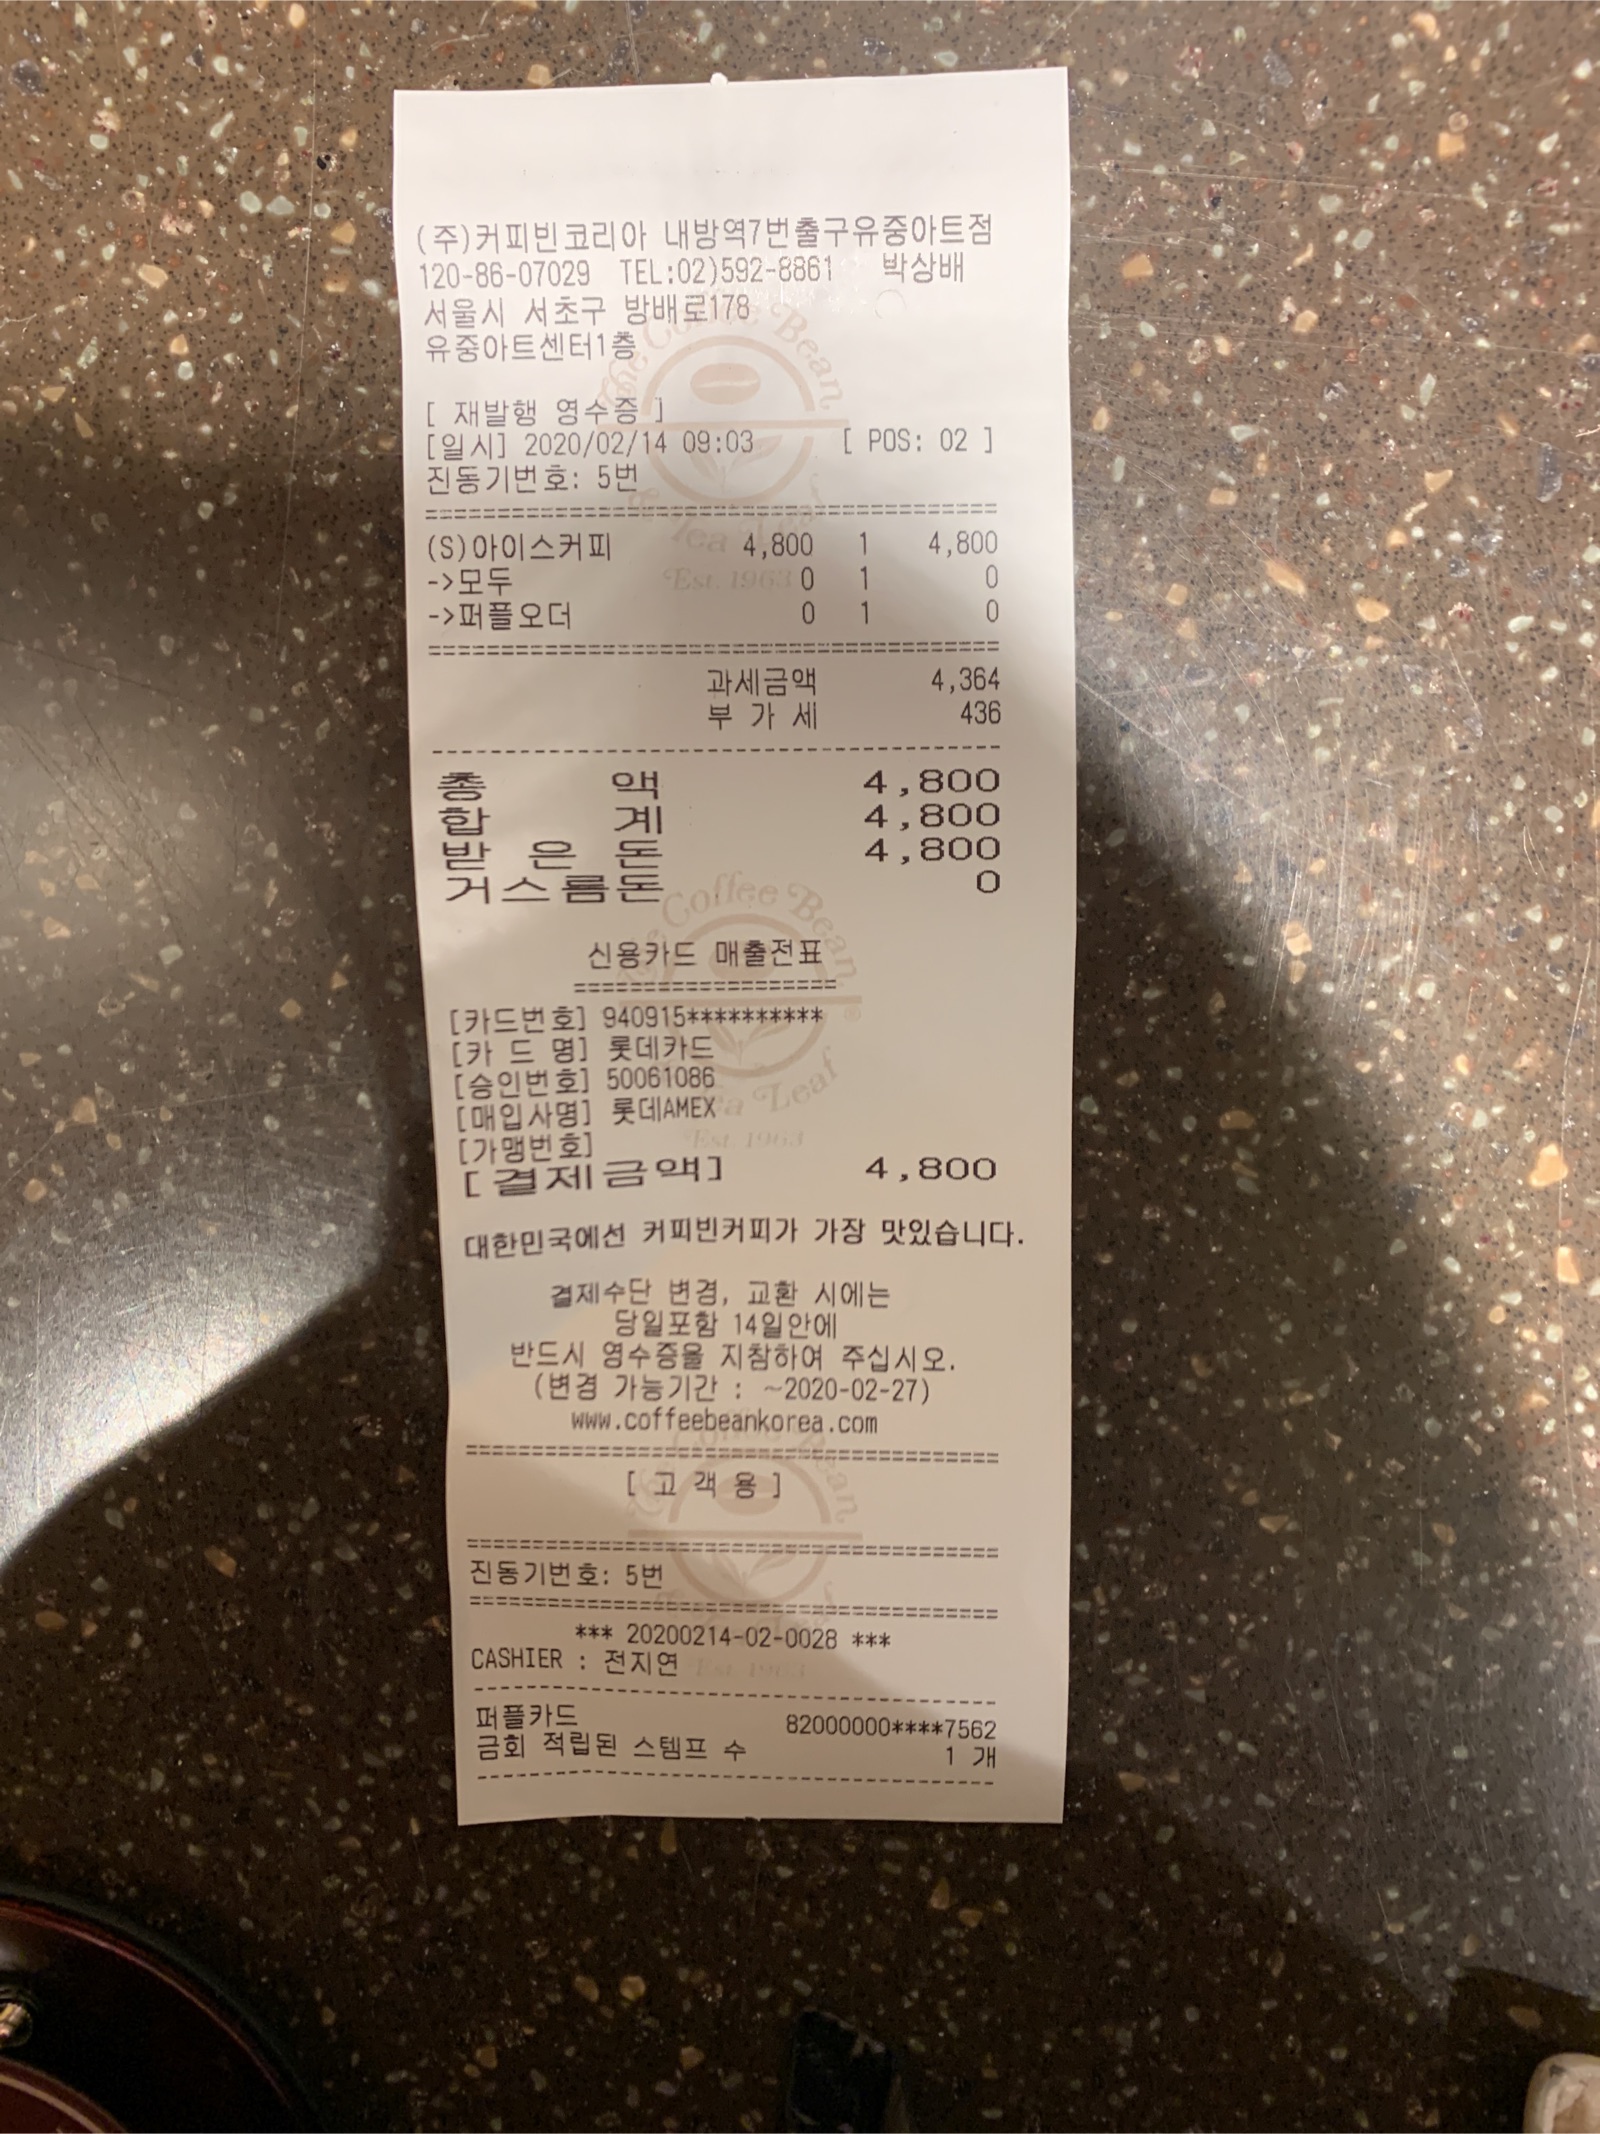 (주)커피빈코리아 내방역7번출구유중아트점
120-86-07029 TEL:02)592-8861 박상배
서울시 서초구 방배로178
유중아트센터1층
[ 재발행 영수증 ]
[일시] 2020/02/14 09:03 [ POS: 02 ]
진동기번호: 5번
(S)아이스커피 4,800 1 4,800
->모두 0 1 0
->퍼플오더 0 1 0
과세금액 4,364
부 가 세 436
총 액 4,800
합 계 4,800
받 은 돈 4,800
거스름돈 0
신용카드 매출전표
[카드번호] 940915**********
[카 드 명] 롯데카드
[승인번호] 50061086
[매입사명] 롯데AMEX
[가맹번호]
[결제금액] 4,800
대한민국에선 커피빈커피가 가장 맛있습니다.
결제수단 변경, 교환 시에는
당일포함 14일안에
반드시 영수증을 지참하여 주십시오.
(변경 가능기간 : ~2020-02-27)
www.coffeebeankorea.com
[ 고 객 용 ]
진동기번호: 5번
*** 20200214-02-0028 ***
CASHIER : 전지연
퍼플카드 82000000****7562
금회 적립된 스템프 수 1 개
The Coffee Bean
Tea Leaf
Est. 1963